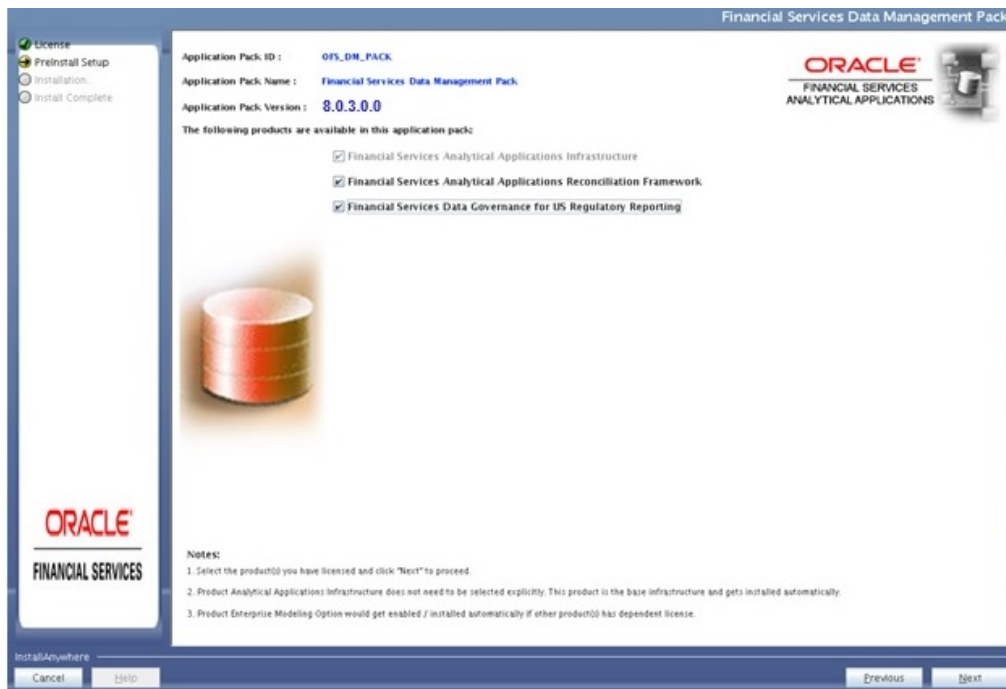 Financial Services Data Management Pack
License
Preinstall Setup
Installation..
Install Complete
Application Pack ID : OFS_DM_PACK
Application Pack Name : Financial Services Data Management Pack
Application Pack Version : 8.0.3.0.0
The following products are available in this application pack:
Financial Services Analytical Applications Infrastructure
Financial Services Analytical Applications Reconciliation Framework
Financial Services Data Governance for US Regulatory Reporting
ORACLE
FINANCIAL SERVICES
ANALYTICAL APPLICATIONS
ORACLE
FINANCIAL SERVICES
Notes:
1. Select the product(s) you have licensed and click "Next" to proceed.
2. Product Analytical Applications Infrastructure does not need to be selected explicitly. This product is the base infrastructure and gets installed automatically.
3. Product Enterprise Modeling Option would get enabled / installed automatically if other product(s) has dependent license.
InstallAnywhere
Cancel
Help
Previous
Next